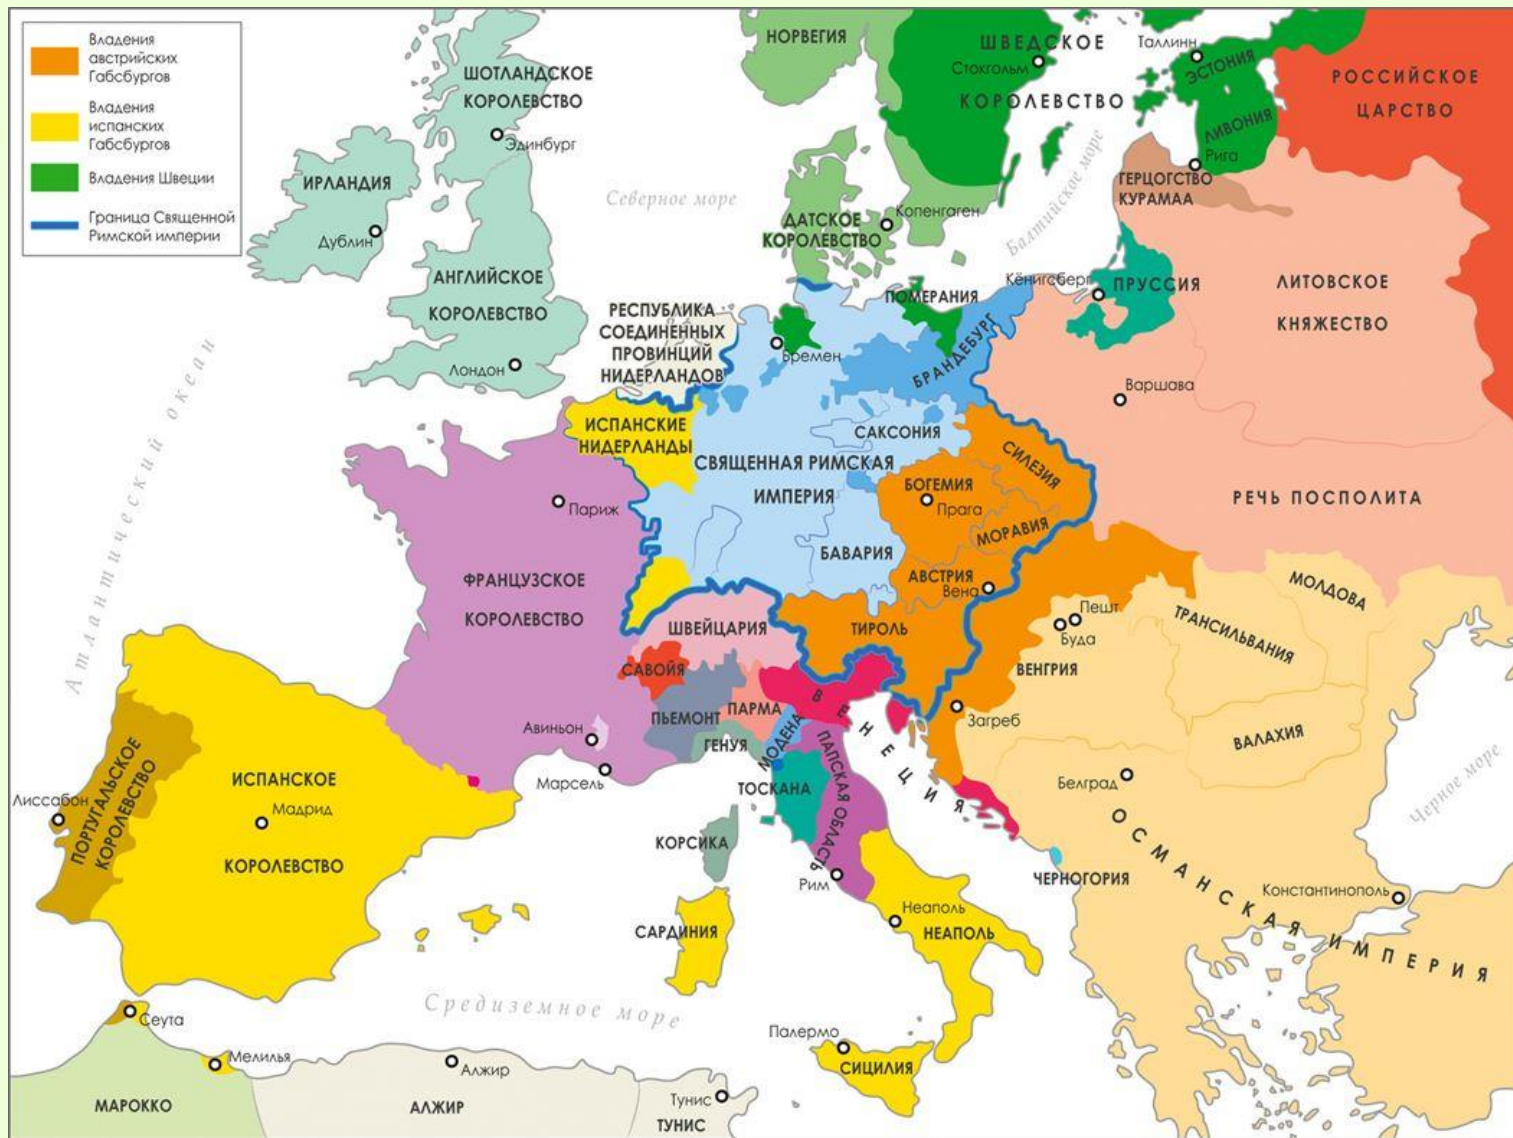 Владения
австрийских
Габсбургов
Владения
испанских
Габсбургов
Владения Швеции
Граница Священной
Римской империи
НОРВЕГИЯ
ШВЕДСКОЕ
КОРОЛЕВСТВО
Стокгольм
Таллинн
ЭСТОНИЯ
ЛИВОНИЯ
Рига
РОССИЙСКОЕ
ЦАРСТВО
ШОТЛАНДСКОЕ
КОРОЛЕВСТВО
Эдинбург
ИРЛАНДИЯ
Дублин
Северное море
Балтийское море
ГЕРЦОГСТВО
КУРАМАА
ДАТСКОЕ
КОРОЛЕВСТВО
Копенгаген
АНГЛИЙСКОЕ
КОРОЛЕВСТВО
Лондон
РЕСПУБЛИКА
СОЕДИНЕННЫХ
ПРОВИНЦИЙ
НИДЕРЛАНДОВ
ПОМЕРАНИЯ
Бремен
БРАНДЕБУРГ
Кёнигсберг
ПРУССИЯ
ЛИТОВСКОЕ
КНЯЖЕСТВО
Варшава
РЕЧЬ ПОСПОЛИТА
Атлантический океан
ИСПАНСКИЕ
НИДЕРЛАНДЫ
САКСОНИЯ
СВЯЩЕННАЯ РИМСКАЯ
ИМПЕРИЯ
СИЛЕЗИЯ
БОГЕМИЯ
Прага
МОРАВИЯ
БАВАРИЯ
АВСТРИЯ
Вена
Париж
ФРАНЦУЗСКОЕ
КОРОЛЕВСТВО
ШВЕЙЦАРИЯ
ТИРОЛЬ
Пешт
Буда
ВЕНГРИЯ
ТРАНСИЛЬВАНИЯ
МОЛДОВА
САВОЙЯ
ПЬЕМОНТ
ПАРМА
ГЕНУЯ
МОДЕНА
ВЕНЕЦИЯ
Загреб
ВАЛАХИЯ
Авиньон
Марсель
ТОСКАНА
ПАПСКАЯ ОБЛАСТЬ
Рим
Белград
Черное море
ПОРТУГАЛЬСКОЕ
КОРОЛЕВСТВО
Лиссабон
ИСПАНСКОЕ
Мадрид
КОРОЛЕВСТВО
КОРСИКА
САРДИНИЯ
Неаполь
НЕАПОЛЬ
ЧЕРНОГОРИЯ
Константинополь
ОСМАНСКАЯ ИМПЕРИЯ
Средиземное море
Сеута
Мелилья
Алжир
Палермо
СИЦИЛИЯ
МАРОККО
АЛЖИР
Тунис
ТУНИС